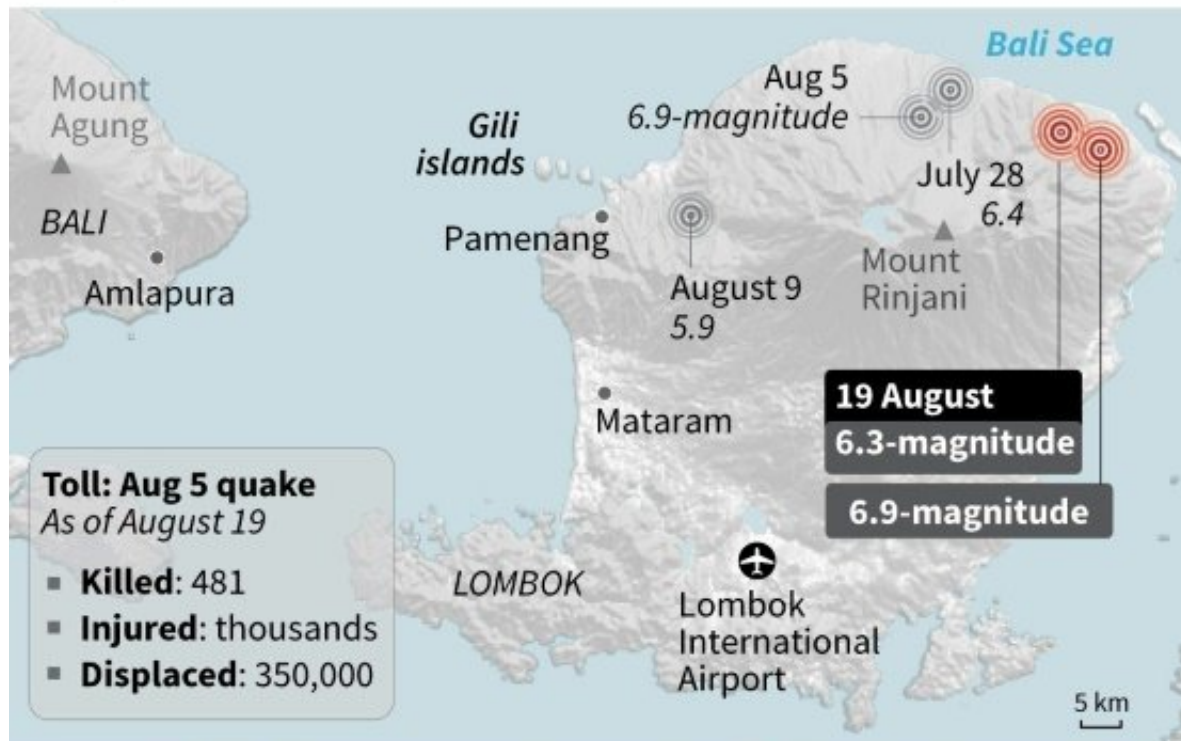 Bali Sea
Mount
Agung
Aug 5
6.9-magnitude
Gili
islands
July 28
6.4
BALI
Pamenang
Amlapura
Mount
Rinjani
August 9
5.9
19 August
6.3-magnitude
6.9-magnitude
Mataram
Toll: Aug 5 quake
As of August 19
Killed: 481
Injured: thousands
Displaced: 350,000
LOMBOK
Lombok
International
Airport
5 km